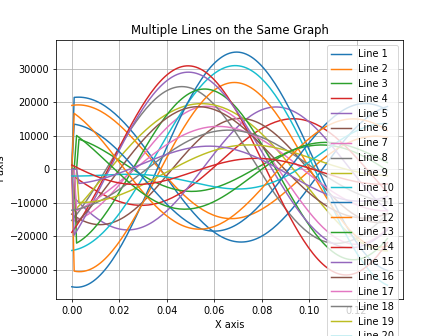 Multiple Lines on the Same Graph
30000
20000
10000
0
−10000
−20000
−30000
0.00
0.02
0.04
0.06
0.08
0.10
X axis
Line 1
Line 2
Line 3
Line 4
Line 5
Line 6
Line 7
Line 8
Line 9
Line 10
Line 11
Line 12
Line 13
Line 14
Line 15
Line 16
Line 17
Line 18
Line 19
Line 20